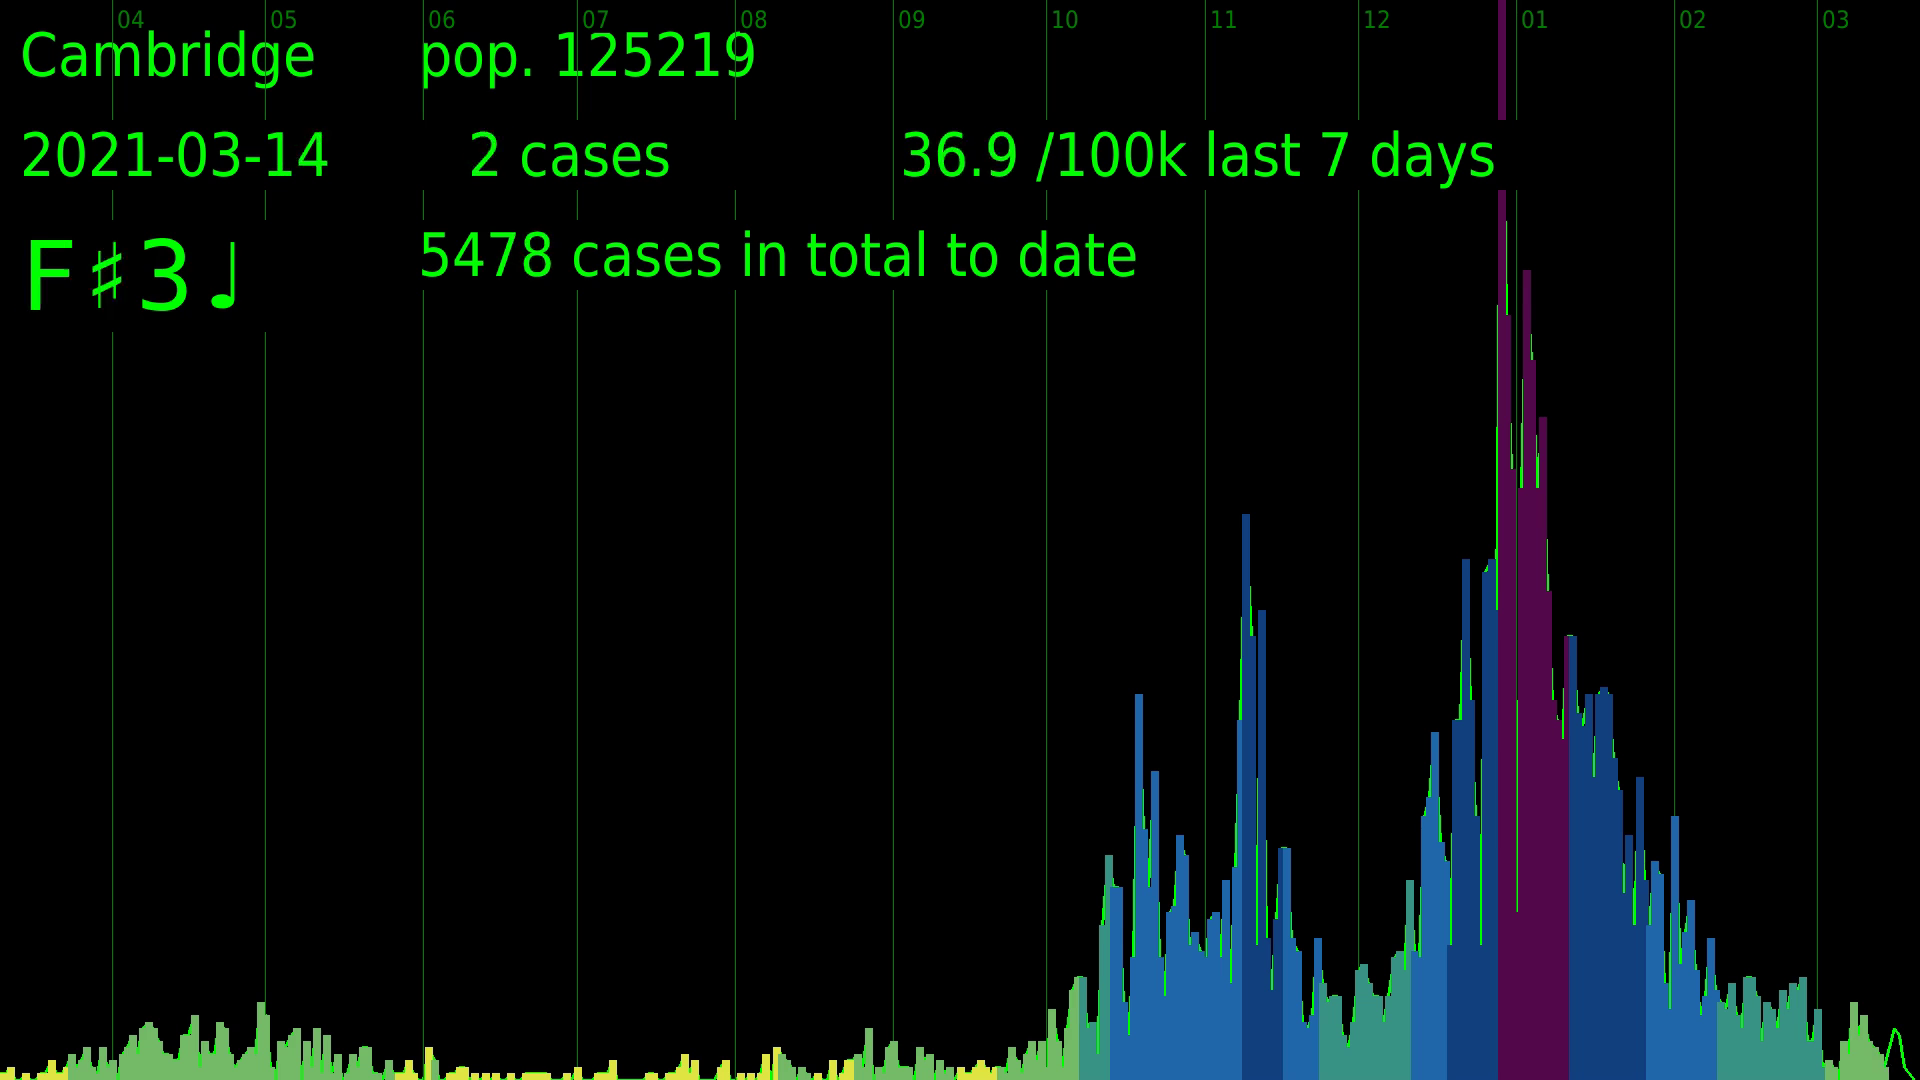 04 05 06 07 08 09 10 11 12 01 02 03
Cambridge pop. 125219
2021-03-14 2 cases 36.9 /100k last 7 days
F♯3♩ 5478 cases in total to date